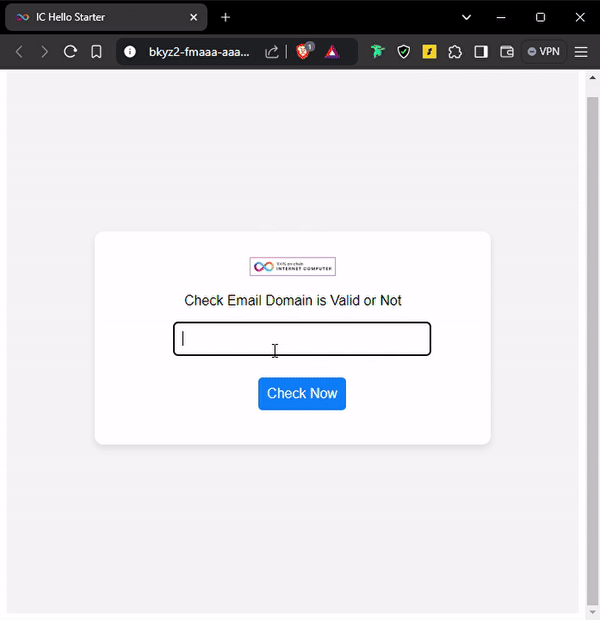 IC Hello Starter
bkyz2-fmaaa-aaa...
1
VPN
100% on-chain
INTERNET COMPUTER
Check Email Domain is Valid or Not
Check Now